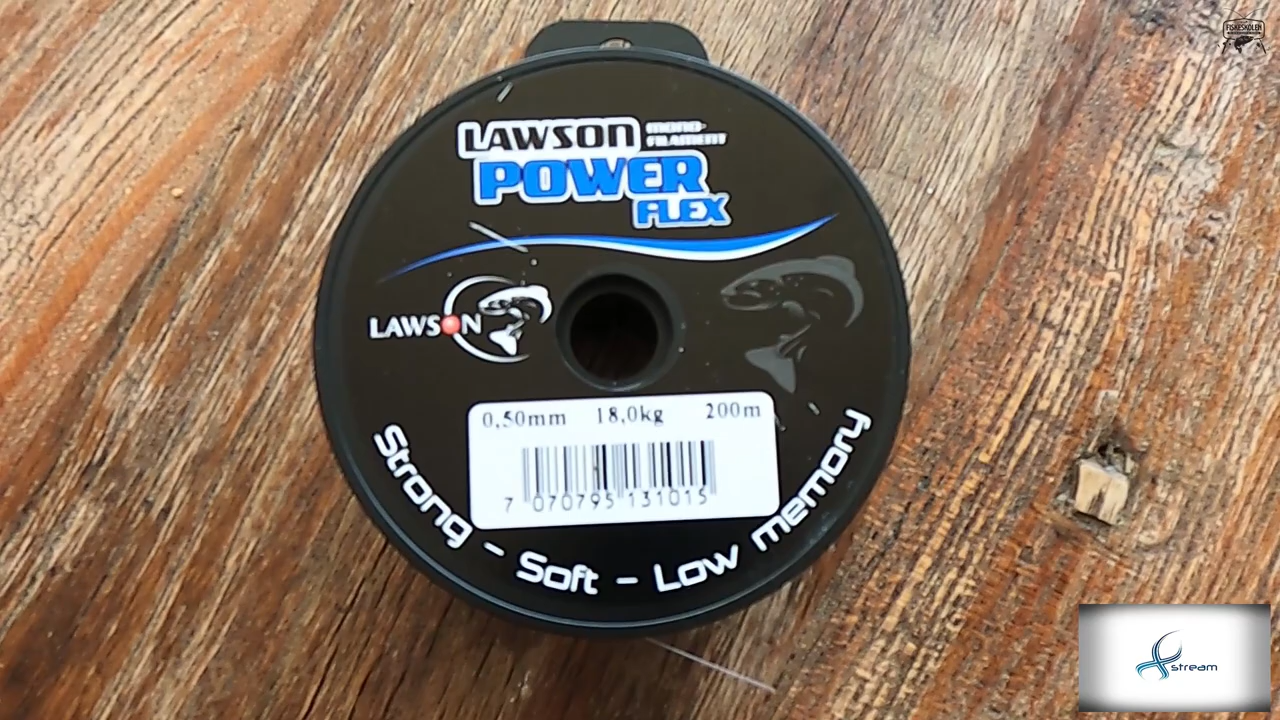 FISKESKOLEN
LAWSON MONO-
FILAMENT
POWER
FLEX
LAWSON
0,50mm 18,0kg 200m
7 070795 131015
Strong - Soft - Low memory
stream